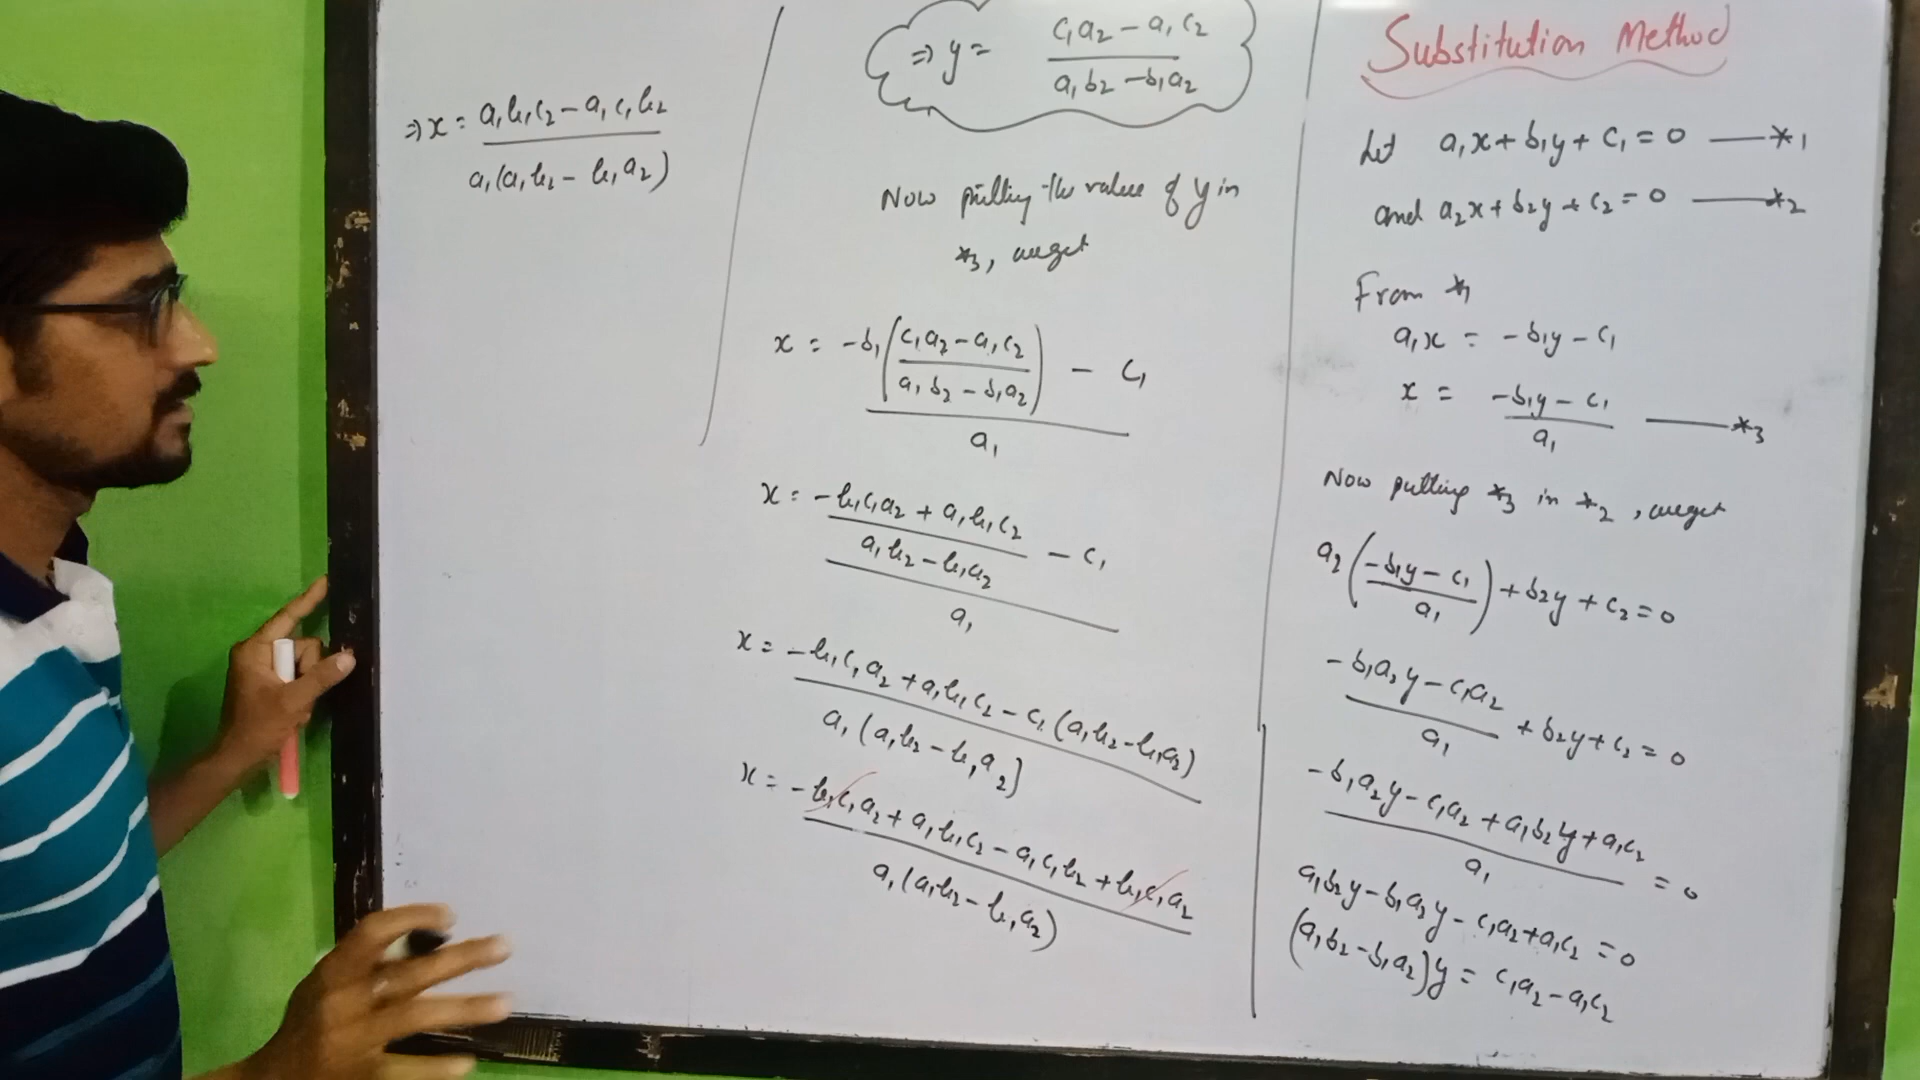 Substitution Method
Let a₁x + b₁y + c₁ = 0 —— *1
and a₂x + b₂y + c₂ = 0 —— *2
From *1
a₁x = -b₁y - c₁
x = (-b₁y - c₁)/a₁ —— *3
Now putting *3 in *2, we get
a₂((-b₁y - c₁)/a₁) + b₂y + c₂ = 0
(-b₁a₂y - c₁a₂)/a₁ + b₂y + c₂ = 0
(-b₁a₂y - c₁a₂ + a₁b₂y + a₁c₂)/a₁ = 0
a₁b₂y - b₁a₂y - c₁a₂ + a₁c₂ = 0
(a₁b₂ - b₁a₂)y = c₁a₂ - a₁c₂
⇒ y = (c₁a₂ - a₁c₂)/(a₁b₂ - b₁a₂)
Now putting the value of y in
*3, we get
x = (-b₁((c₁a₂ - a₁c₂)/(a₁b₂ - b₁a₂)) - c₁)/a₁
x = ((-b₁c₁a₂ + a₁b₁c₂)/(a₁b₂ - b₁a₂) - c₁)/a₁
x = (-b₁c₁a₂ + a₁b₁c₂ - c₁(a₁b₂ - b₁a₂))/(a₁(a₁b₂ - b₁a₂))
x = (-b₁c₁a₂ + a₁b₁c₂ - a₁c₁b₂ + b₁c₁a₂)/(a₁(a₁b₂ - b₁a₂))
⇒ x = (a₁b₁c₂ - a₁c₁b₂)/(a₁(a₁b₂ - b₁a₂))